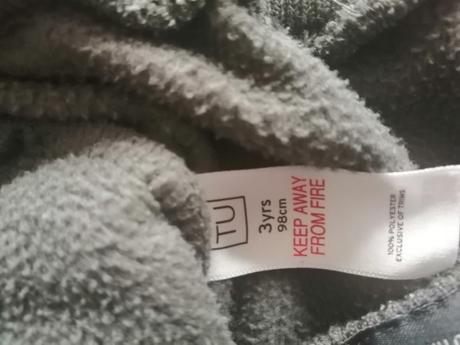 TU
3yrs
98cm
KEEP AWAY
FROM FIRE
100% POLYESTER
EXCLUSIVE OF TRIMS